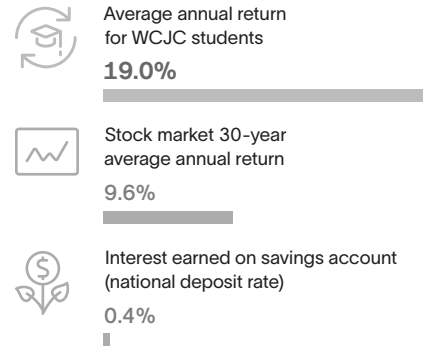 Average annual return
for WCJC students
19.0%
Stock market 30-year
average annual return
9.6%
$
Interest earned on savings account
(national deposit rate)
0.4%